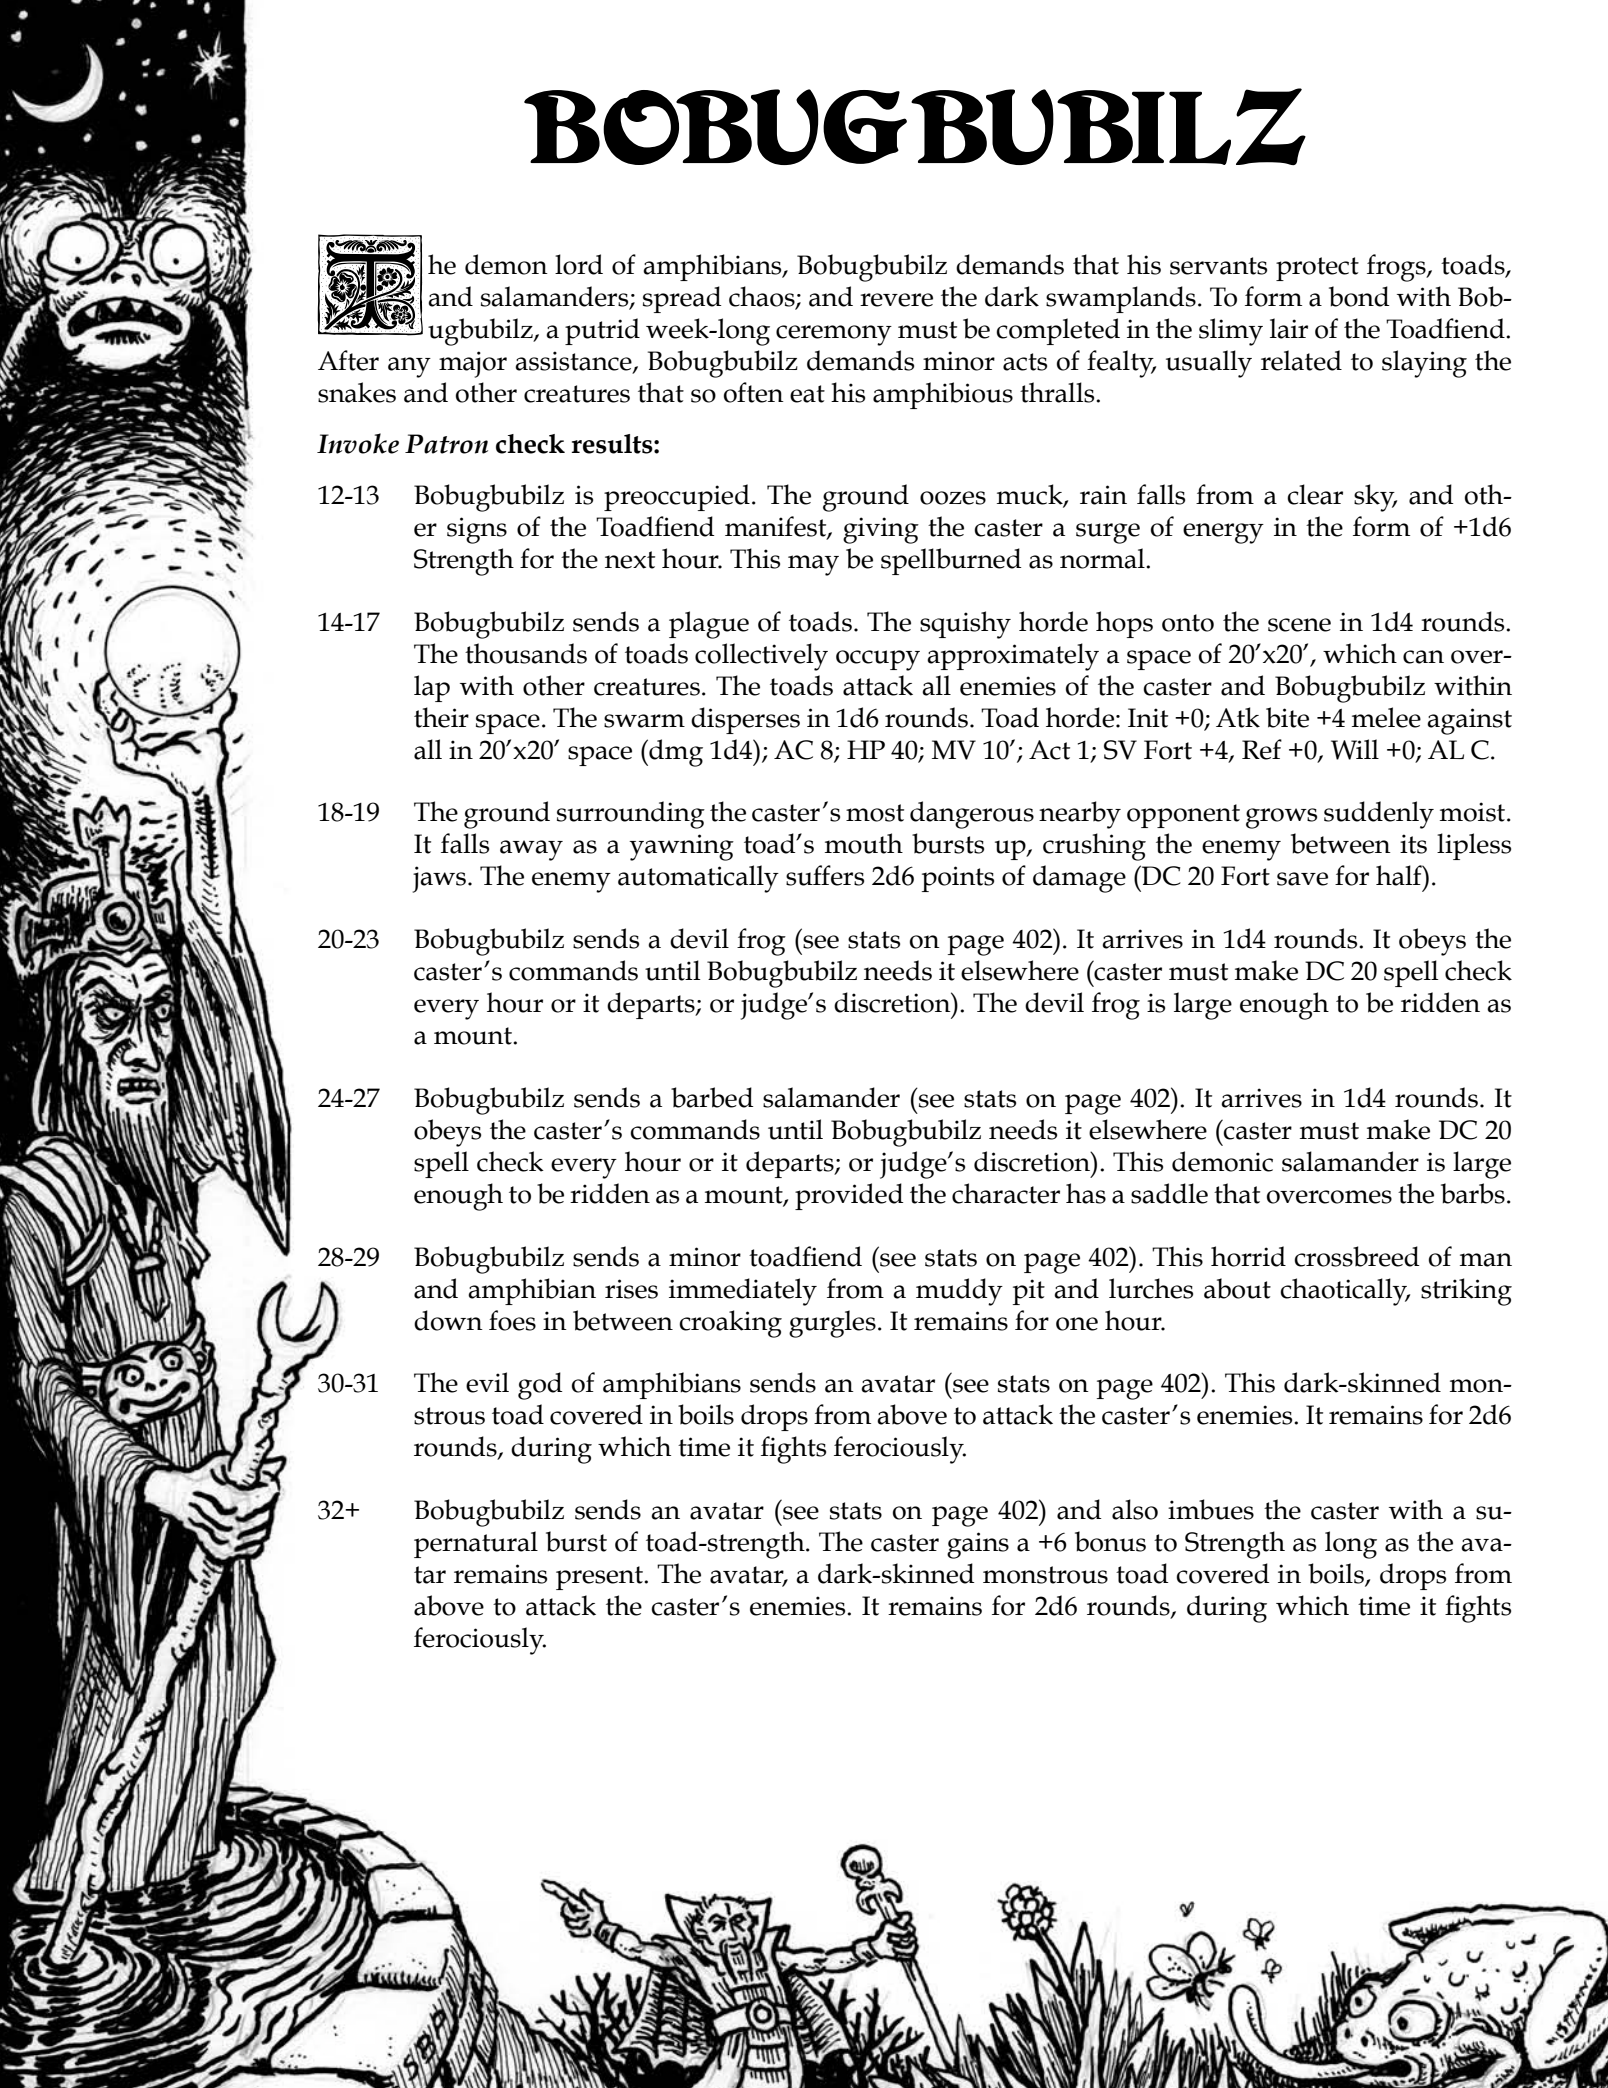 BOBUGBUBILZ
The demon lord of amphibians, Bobugbubilz demands that his servants protect frogs, toads,
and salamanders; spread chaos; and revere the dark swamplands. To form a bond with Bob-
ugbubilz, a putrid week-long ceremony must be completed in the slimy lair of the Toadfiend.
After any major assistance, Bobugbubilz demands minor acts of fealty, usually related to slaying the
snakes and other creatures that so often eat his amphibious thralls.
Invoke Patron check results:
12-13 Bobugbubilz is preoccupied. The ground oozes muck, rain falls from a clear sky, and oth-
er signs of the Toadfiend manifest, giving the caster a surge of energy in the form of +1d6
Strength for the next hour. This may be spellburned as normal.
14-17 Bobugbubilz sends a plague of toads. The squishy horde hops onto the scene in 1d4 rounds.
The thousands of toads collectively occupy approximately a space of 20′x20′, which can over-
lap with other creatures. The toads attack all enemies of the caster and Bobugbubilz within
their space. The swarm disperses in 1d6 rounds. Toad horde: Init +0; Atk bite +4 melee against
all in 20′x20′ space (dmg 1d4); AC 8; HP 40; MV 10′; Act 1; SV Fort +4, Ref +0, Will +0; AL C.
18-19 The ground surrounding the caster’s most dangerous nearby opponent grows suddenly moist.
It falls away as a yawning toad’s mouth bursts up, crushing the enemy between its lipless
jaws. The enemy automatically suffers 2d6 points of damage (DC 20 Fort save for half).
20-23 Bobugbubilz sends a devil frog (see stats on page 402). It arrives in 1d4 rounds. It obeys the
caster’s commands until Bobugbubilz needs it elsewhere (caster must make DC 20 spell check
every hour or it departs; or judge’s discretion). The devil frog is large enough to be ridden as
a mount.
24-27 Bobugbubilz sends a barbed salamander (see stats on page 402). It arrives in 1d4 rounds. It
obeys the caster’s commands until Bobugbubilz needs it elsewhere (caster must make DC 20
spell check every hour or it departs; or judge’s discretion). This demonic salamander is large
enough to be ridden as a mount, provided the character has a saddle that overcomes the barbs.
28-29 Bobugbubilz sends a minor toadfiend (see stats on page 402). This horrid crossbreed of man
and amphibian rises immediately from a muddy pit and lurches about chaotically, striking
down foes in between croaking gurgles. It remains for one hour.
30-31 The evil god of amphibians sends an avatar (see stats on page 402). This dark-skinned mon-
strous toad covered in boils drops from above to attack the caster’s enemies. It remains for 2d6
rounds, during which time it fights ferociously.
32+ Bobugbubilz sends an avatar (see stats on page 402) and also imbues the caster with a su-
pernatural burst of toad-strength. The caster gains a +6 bonus to Strength as long as the ava-
tar remains present. The avatar, a dark-skinned monstrous toad covered in boils, drops from
above to attack the caster’s enemies. It remains for 2d6 rounds, during which time it fights
ferociously.